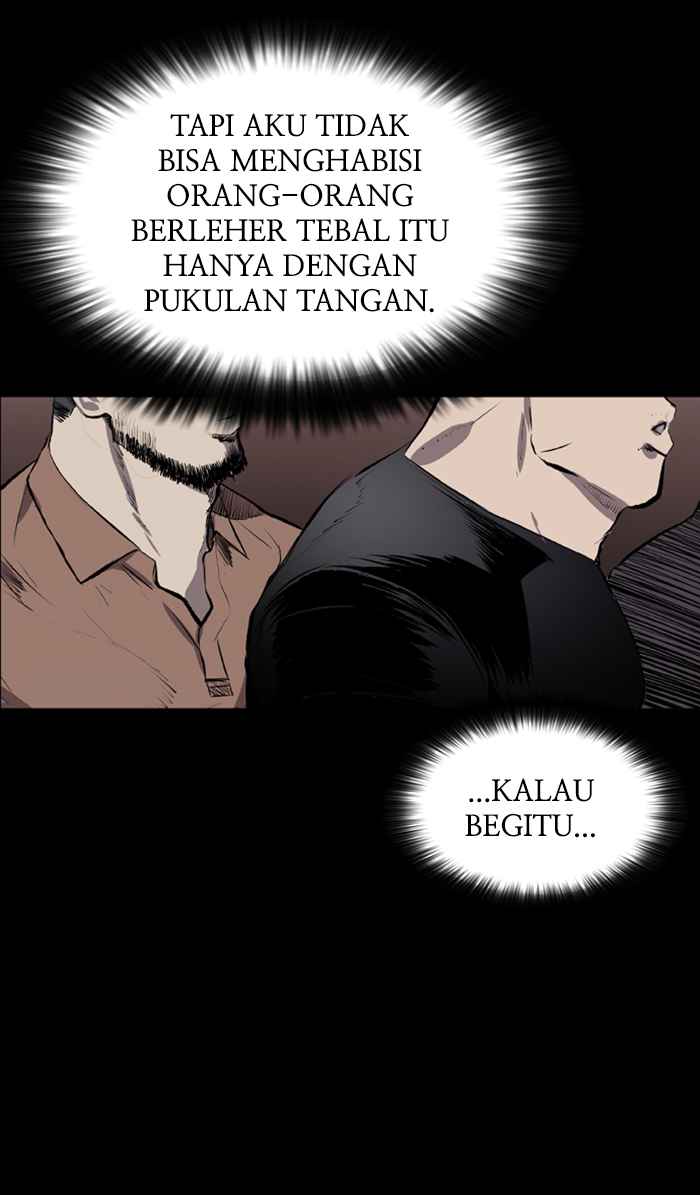 TAPI AKU TIDAK
BISA MENGHABISI
ORANG-ORANG
BERLEHER TEBAL ITU
HANYA DENGAN
PUKULAN TANGAN.
...KALAU
BEGITU...